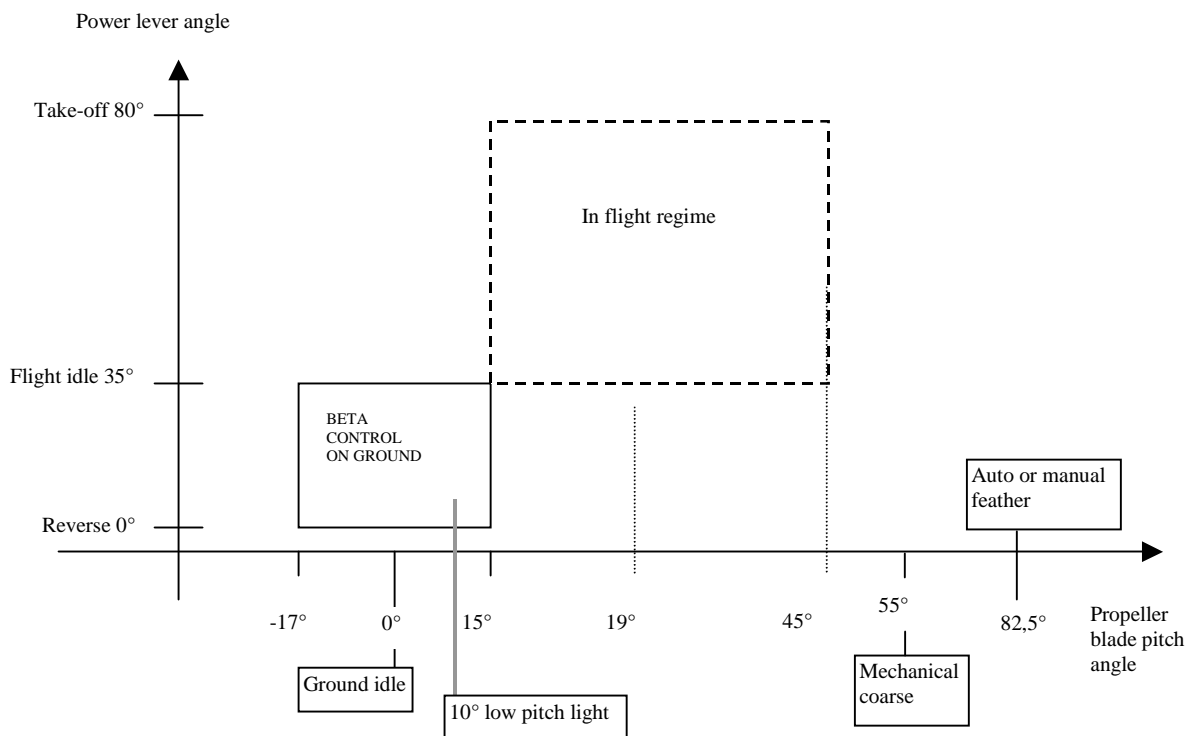 Power lever angle
Take-off 80°
In flight regime
Flight idle 35°
BETA
CONTROL
ON GROUND
Auto or manual
feather
Reverse 0°
-17°
0°
15°
19°
45°
55°
82,5°
Propeller
blade pitch
angle
Ground idle
Mechanical
coarse
10° low pitch light